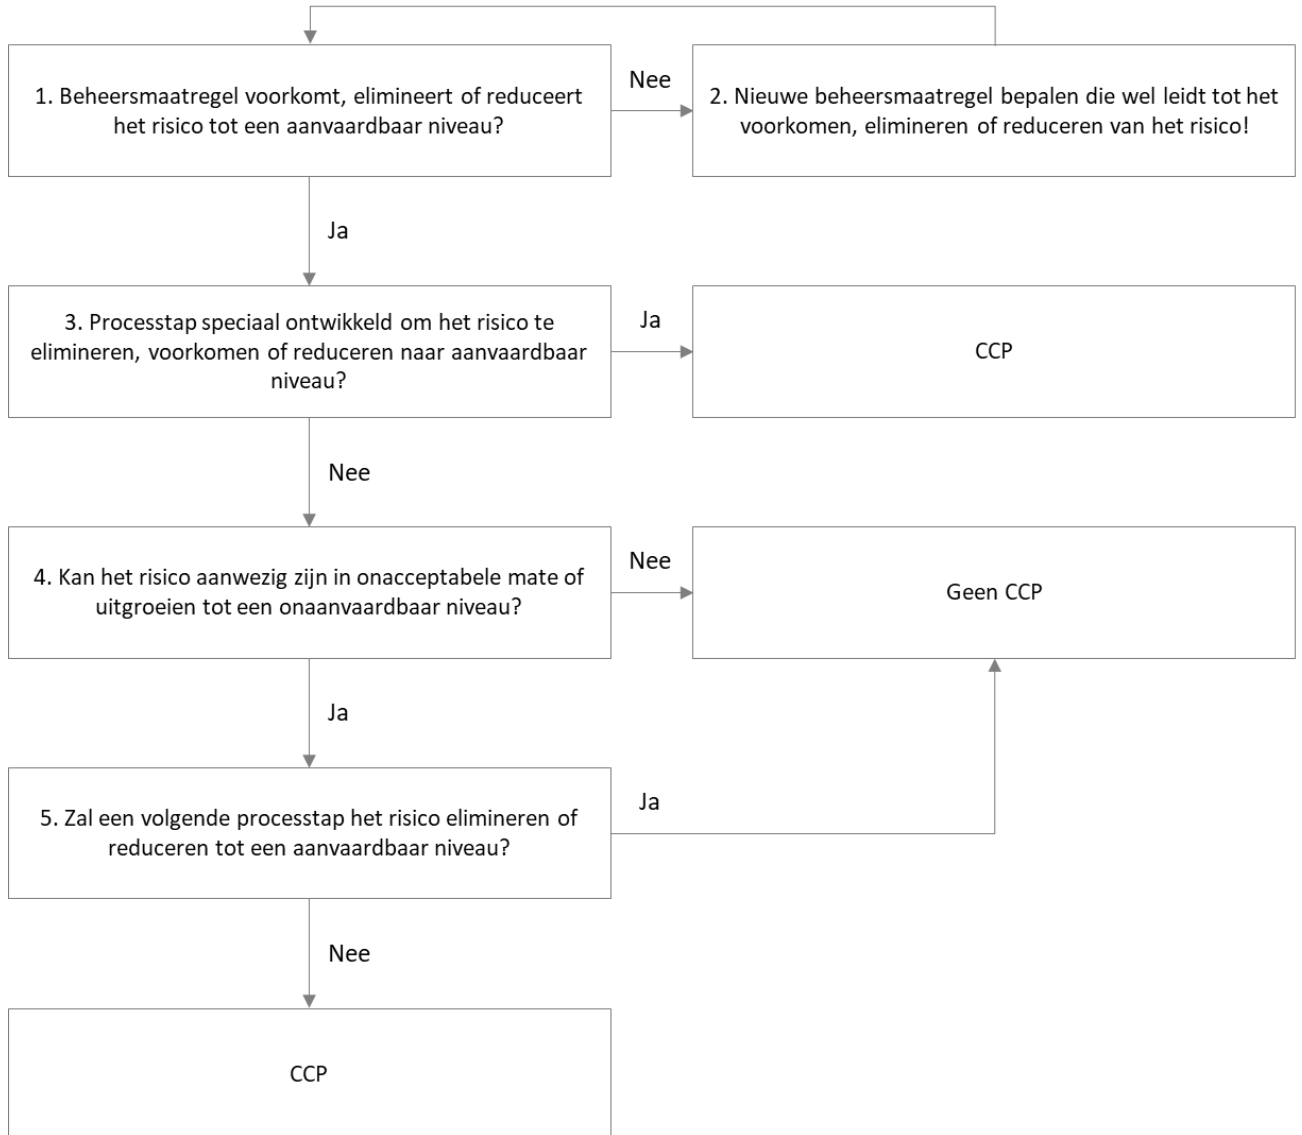 1. Beheersmaatregel voorkomt, elimineert of reduceert
het risico tot een aanvaardbaar niveau?
Nee
2. Nieuwe beheersmaatregel bepalen die wel leidt tot het
voorkomen, elimineren of reduceren van het risico!
Ja
3. Processtap speciaal ontwikkeld om het risico te
elimineren, voorkomen of reduceren naar aanvaardbaar
niveau?
Ja
CCP
Nee
4. Kan het risico aanwezig zijn in onacceptabele mate of
uitgroeien tot een onaanvaardbaar niveau?
Nee
Geen CCP
Ja
5. Zal een volgende processtap het risico elimineren of
reduceren tot een aanvaardbaar niveau?
Ja
Nee
CCP